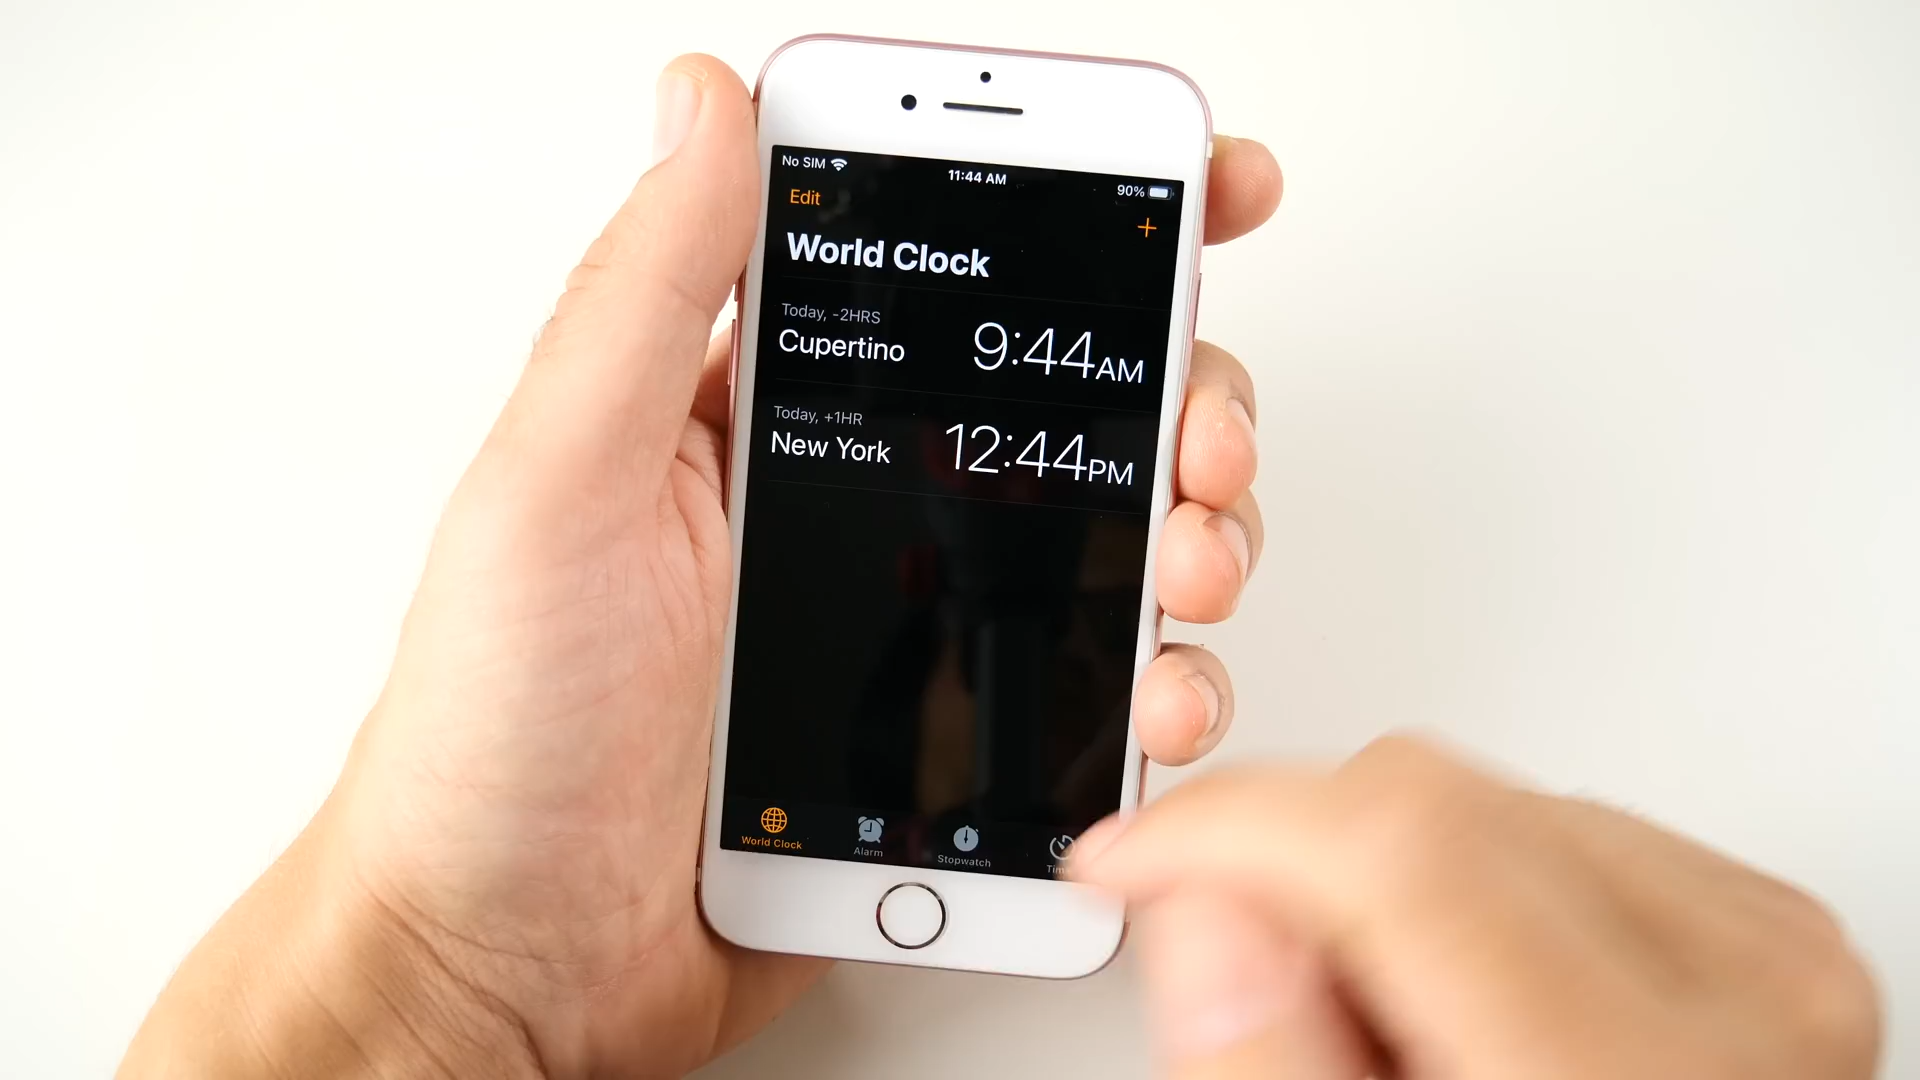 No SIM
11:44 AM
90%
Edit
+
World Clock
Today, -2HRS
Cupertino
9:44AM
Today, +1HR
New York
12:44PM
World Clock
Alarm
Stopwatch